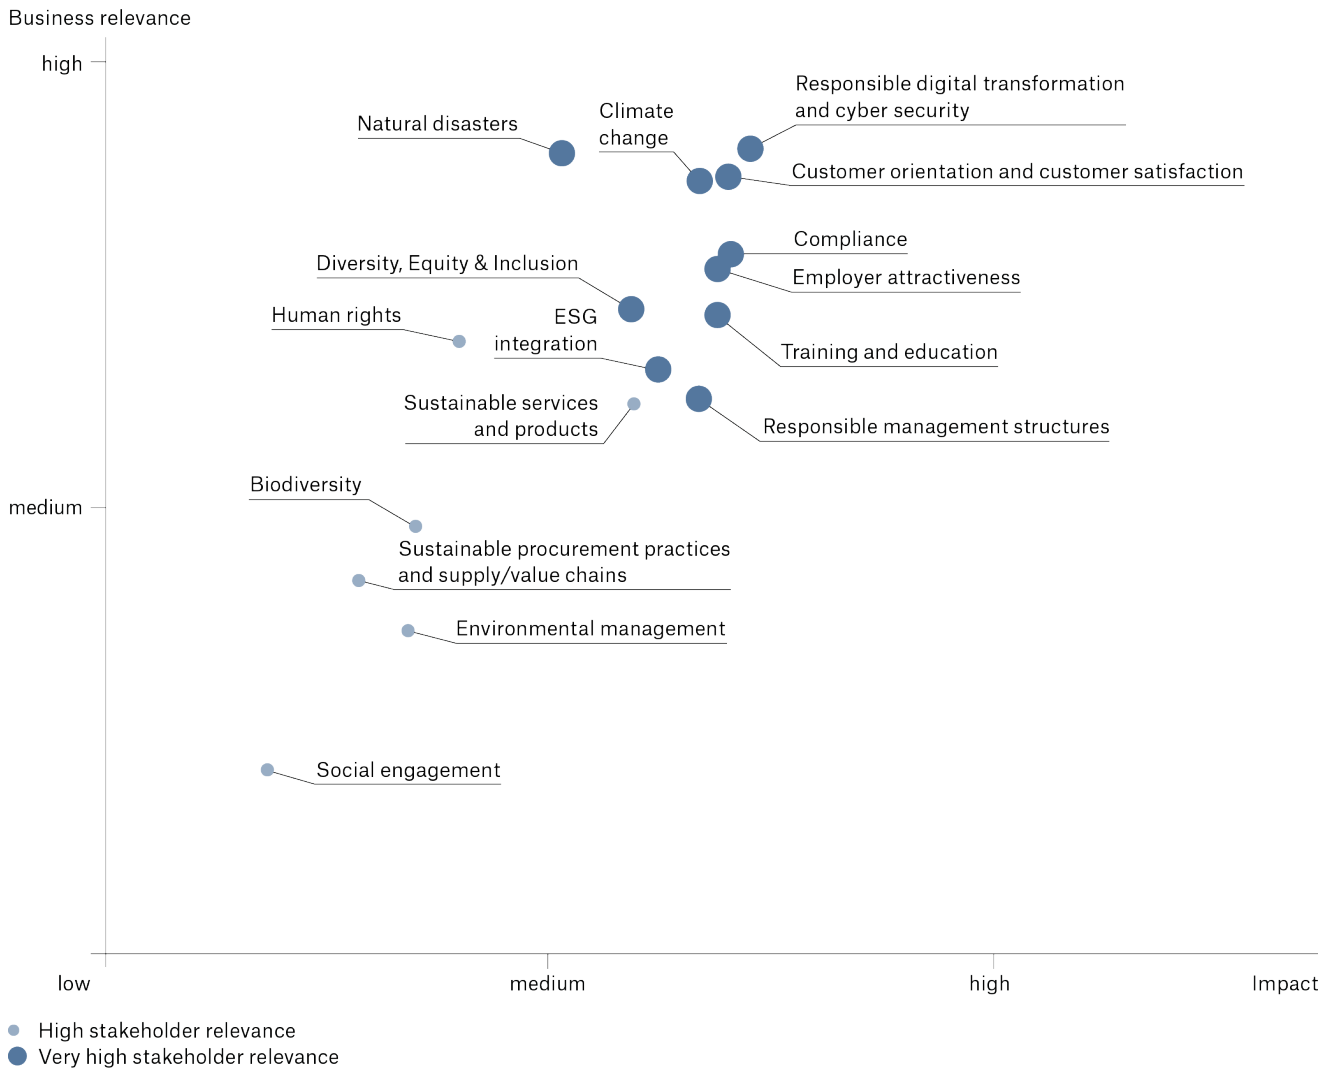 Business relevance
high
Responsible digital transformation
and cyber security
Climate
change
Natural disasters
Customer orientation and customer satisfaction
Compliance
Diversity, Equity & Inclusion
Employer attractiveness
Human rights
ESG
integration
Training and education
Sustainable services
and products
Responsible management structures
Biodiversity
medium
Sustainable procurement practices
and supply/value chains
Environmental management
Social engagement
low
medium
high
Impact
High stakeholder relevance
Very high stakeholder relevance